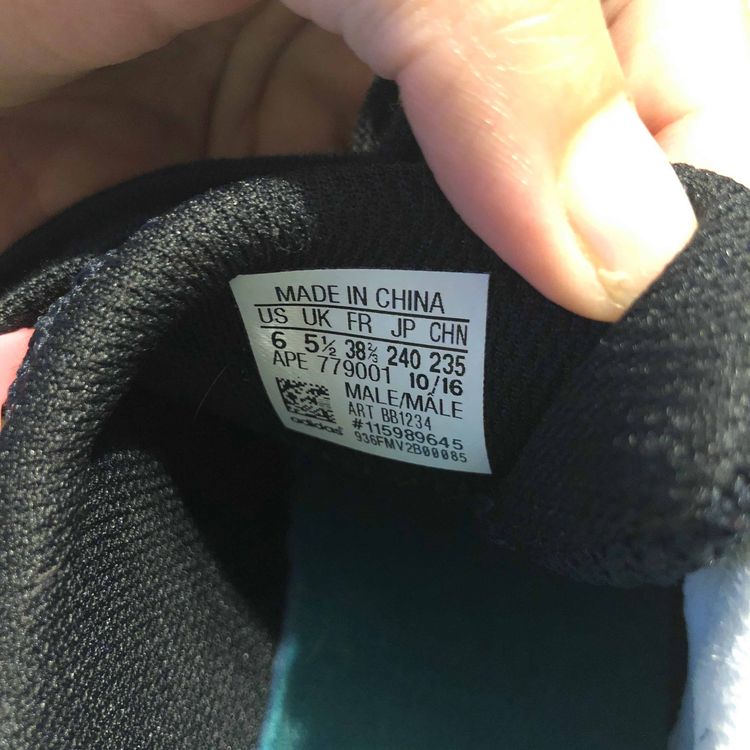 MADE IN CHINA
US UK FR JP CHN
6 5½ 38⅔ 240 235
APE 779001 10/16
MALE/MÂLE
ART BB1234
#115989645
adidas
936FMV2B00085